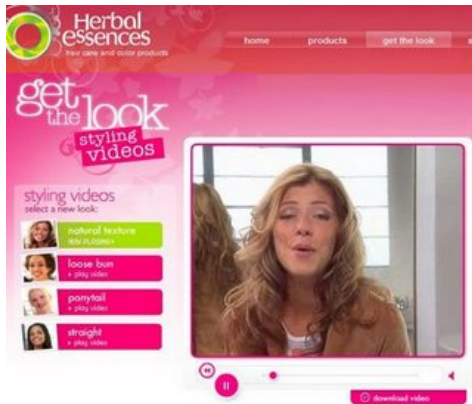 Herbal
essences
hair care and color products
home products get the look s
get
the look
styling
videos
styling videos
select a new look:
natural texture
NOW PLAYING
loose bun
play video
ponytail
play video
straight
play video
download video